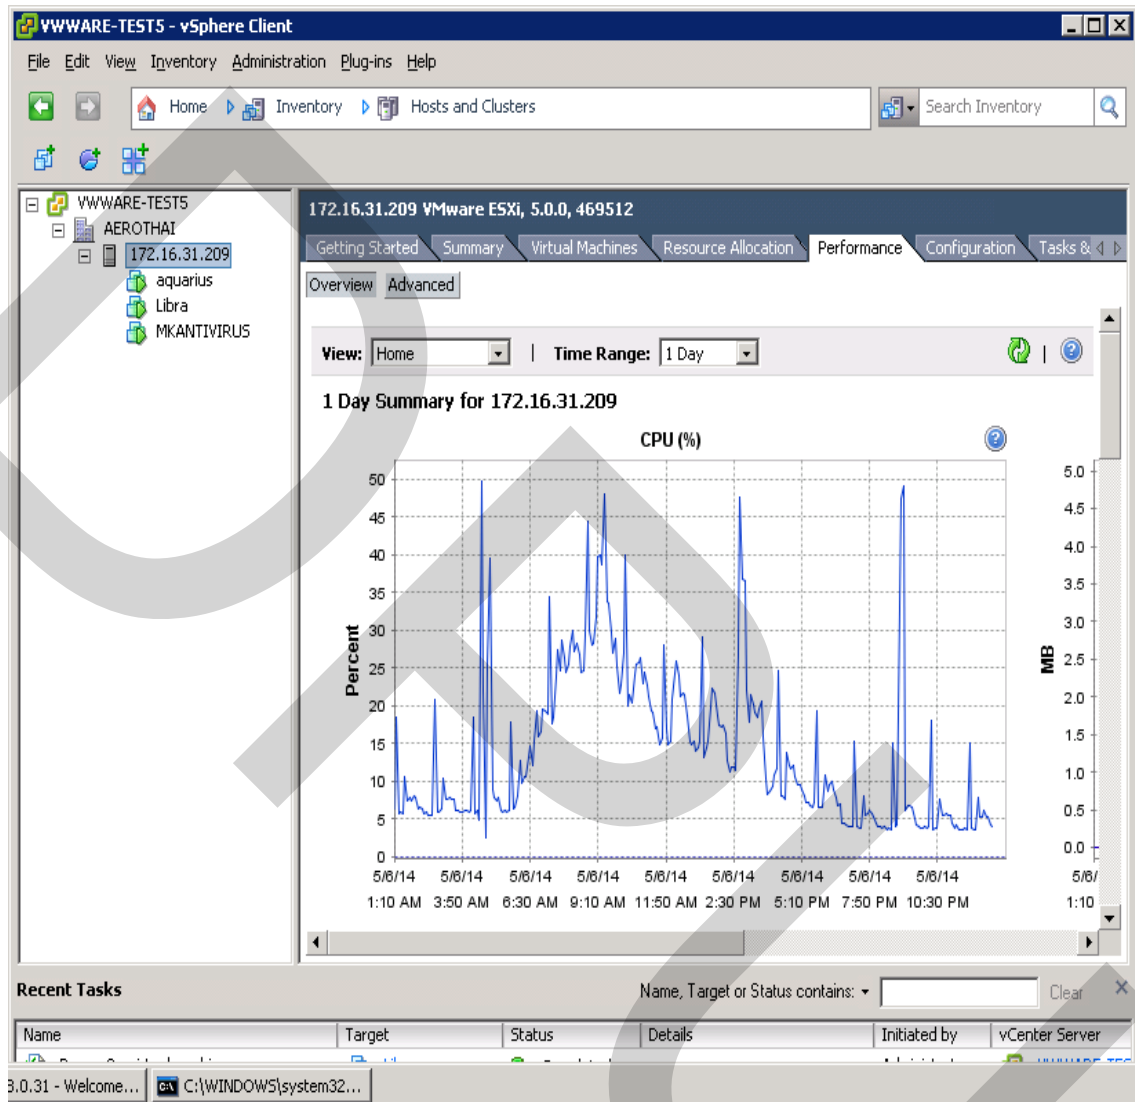 VWWARE-TEST5 - vSphere Client
File Edit View Inventory Administration Plug-ins Help
Home Inventory Hosts and Clusters Search Inventory
VWWARE-TEST5
AEROTHAI
172.16.31.209
aquarius
Libra
MKANTIVIRUS
172.16.31.209 VMware ESXi, 5.0.0, 469512
Getting Started Summary Virtual Machines Resource Allocation Performance Configuration Tasks &
Overview Advanced
View: Home | Time Range: 1 Day |
1 Day Summary for 172.16.31.209
CPU (%)
Percent
50
45
40
35
30
25
20
15
10
5
0
5/6/14 5/6/14 5/6/14 5/6/14 5/6/14 5/6/14 5/6/14 5/6/14 5/6/14
1:10 AM 3:50 AM 6:30 AM 9:10 AM 11:50 AM 2:30 PM 5:10 PM 7:50 PM 10:30 PM
MB
5.0
4.5
4.0
3.5
3.0
2.5
2.0
1.5
1.0
0.5
0.0
5/6/
1:10
Recent Tasks
Name, Target or Status contains: Clear
Name Target Status Details Initiated by vCenter Server
3.0.31 - Welcome... C:\WINDOWS\system32...